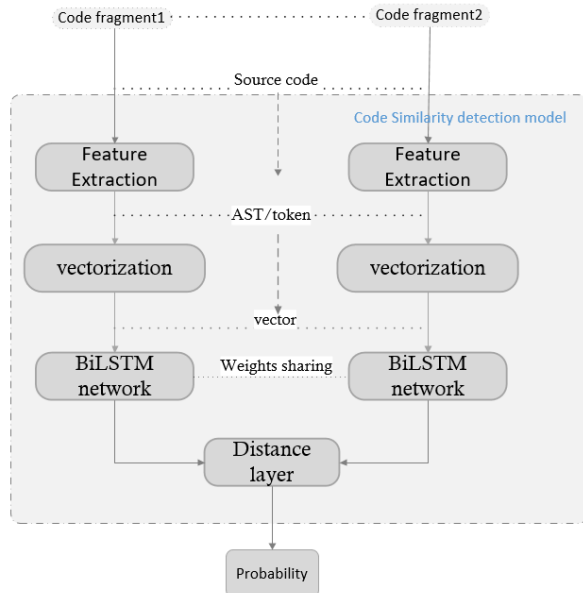 Code fragment1
Code fragment2
Source code
Code Similarity detection model
Feature
Extraction
Feature
Extraction
AST/token
vectorization
vectorization
vector
BiLSTM
network
Weights sharing
BiLSTM
network
Distance
layer
Probability